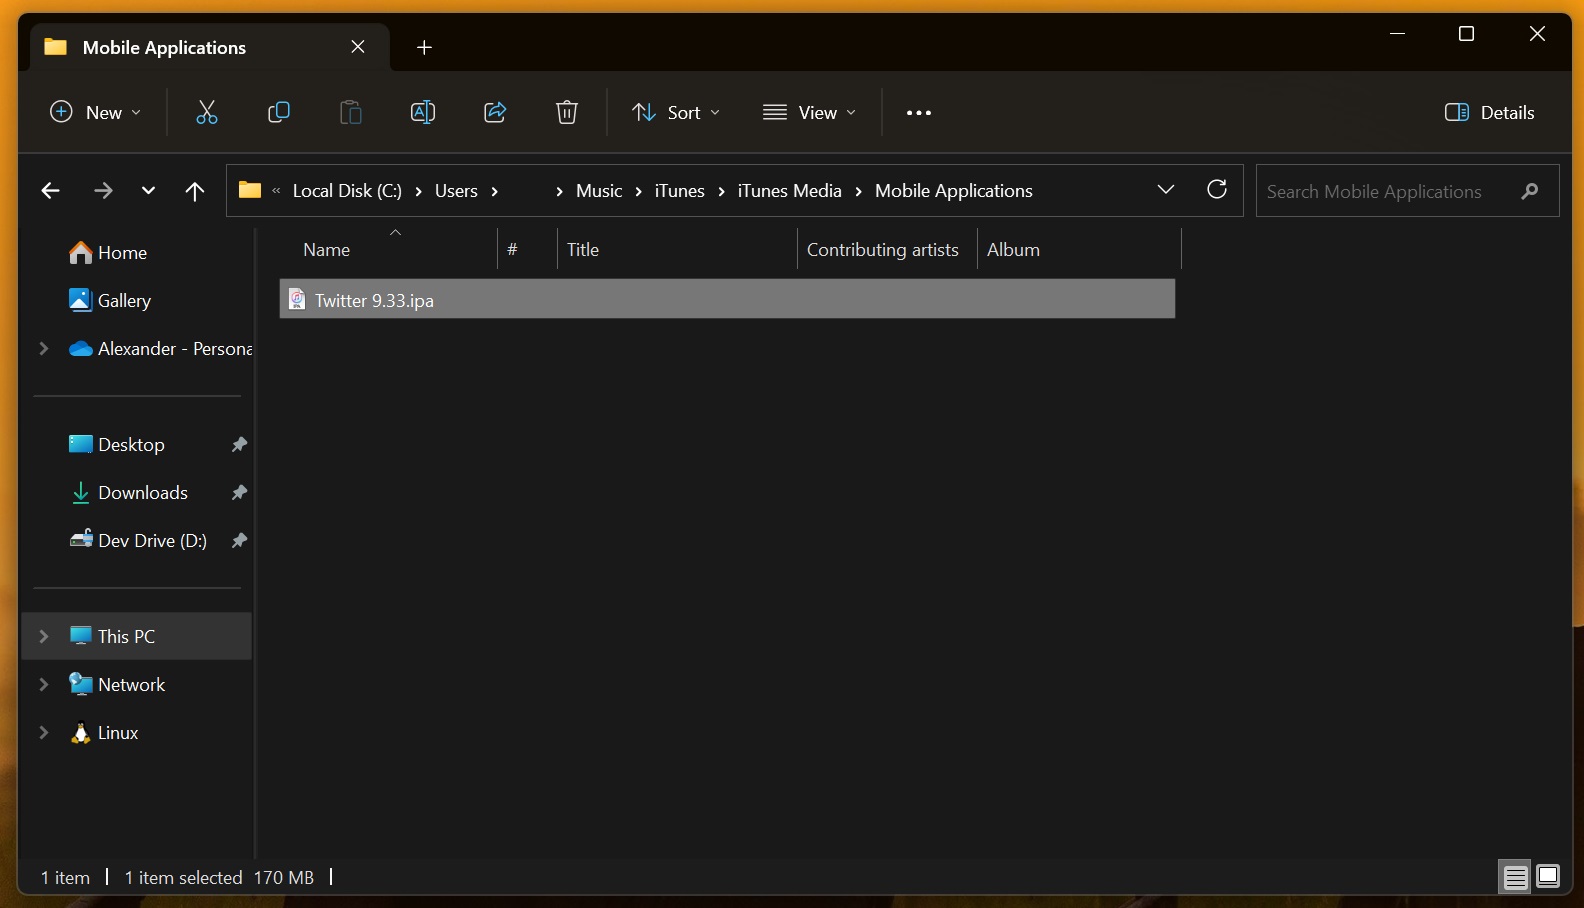 Mobile Applications
New
Sort
View
Details
« Local Disk (C:) > Users > > Music > iTunes > iTunes Media > Mobile Applications
Search Mobile Applications
Name
#
Title
Contributing artists
Album
Twitter 9.33.ipa
Home
Gallery
Alexander - Persona
Desktop
Downloads
Dev Drive (D:)
This PC
Network
Linux
1 item | 1 item selected 170 MB |